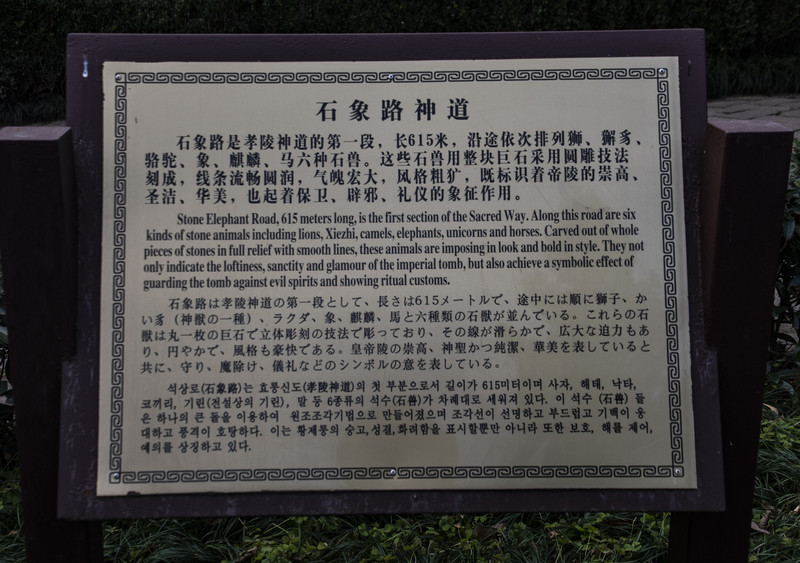 石象路神道
石象路是孝陵神道的第一段，长615米，沿途依次排列狮、獬豸、
骆驼、象、麒麟、马六种石兽。这些石兽用整块巨石采用圆雕技法
刻成，线条流畅圆润，气魄宏大，风格粗犷，既标识着帝陵的崇高、
圣洁、华美，也起着保卫、辟邪、礼仪的象征作用。
Stone Elephant Road, 615 meters long, is the first section of the Sacred Way. Along this road are six
kinds of stone animals including lions, Xiezhi, camels, elephants, unicorns and horses. Carved out of whole
pieces of stones in full relief with smooth lines, these animals are imposing in look and bold in style. They not
only indicate the loftiness, sanctity and glamour of the imperial tomb, but also achieve a symbolic effect of
guarding the tomb against evil spirits and showing ritual customs.
石象路は孝陵神道の第一段として、長さは615メートルで、途中には順に獅子、か
い豸（神獣の一種）、ラクダ、象、麒麟、馬と六種類の石獣が並んでいる。これらの石
獣は丸一枚の巨石で立体彫刻の技法で彫っており、その線が滑らかで、広大な迫力もあ
り、円やかで、風格も豪快である。皇帝陵の崇高、神聖かつ純潔、華美を表していると
共に、守り、魔除け、儀礼などのシンボルの意を表している。
석상로(石象路)는 효릉신도(孝陵神道)의 첫 부분으로서 길이가 615미터이며 사자, 해태, 낙타,
코끼리, 기린(전설상의 기린), 말 등 6종류의 석수(石兽)가 차례대로 세워져 있다. 이 석수 (石兽) 들
은 하나의 큰 돌을 이용하여 원조조각기법으로 만들어졌으며 조각선이 선명하고 부드럽고 기백이 웅
대하고 풍격이 호탕하다. 이는 황제릉의 숭고,성결,화려함을 표시할뿐만 아니라 또한 보호, 해를 제어,
예의를 상징하고 있다.